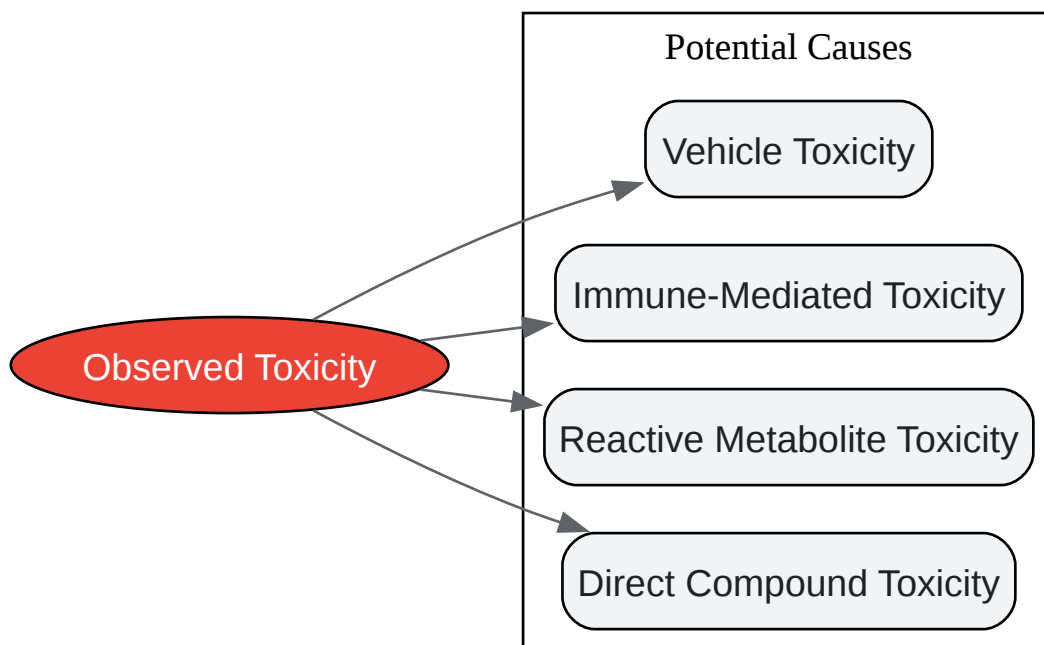 Potential Causes
Vehicle Toxicity
Immune-Mediated Toxicity
Observed Toxicity
Reactive Metabolite Toxicity
Direct Compound Toxicity